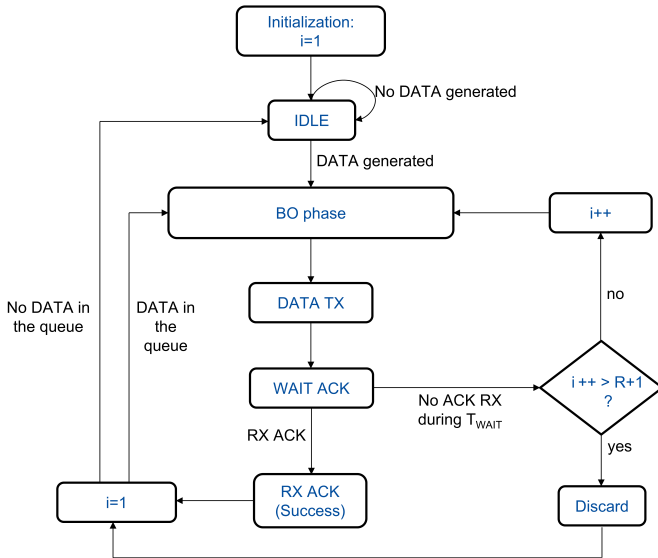 Initialization:
i=1
No DATA generated
IDLE
DATA generated
BO phase
i++
No DATA in
the queue
DATA in
the
queue
DATA TX
no
WAIT ACK
No ACK RX
during TWAIT
i ++ > R+1
?
RX ACK
yes
i=1
RX ACK
(Success)
Discard